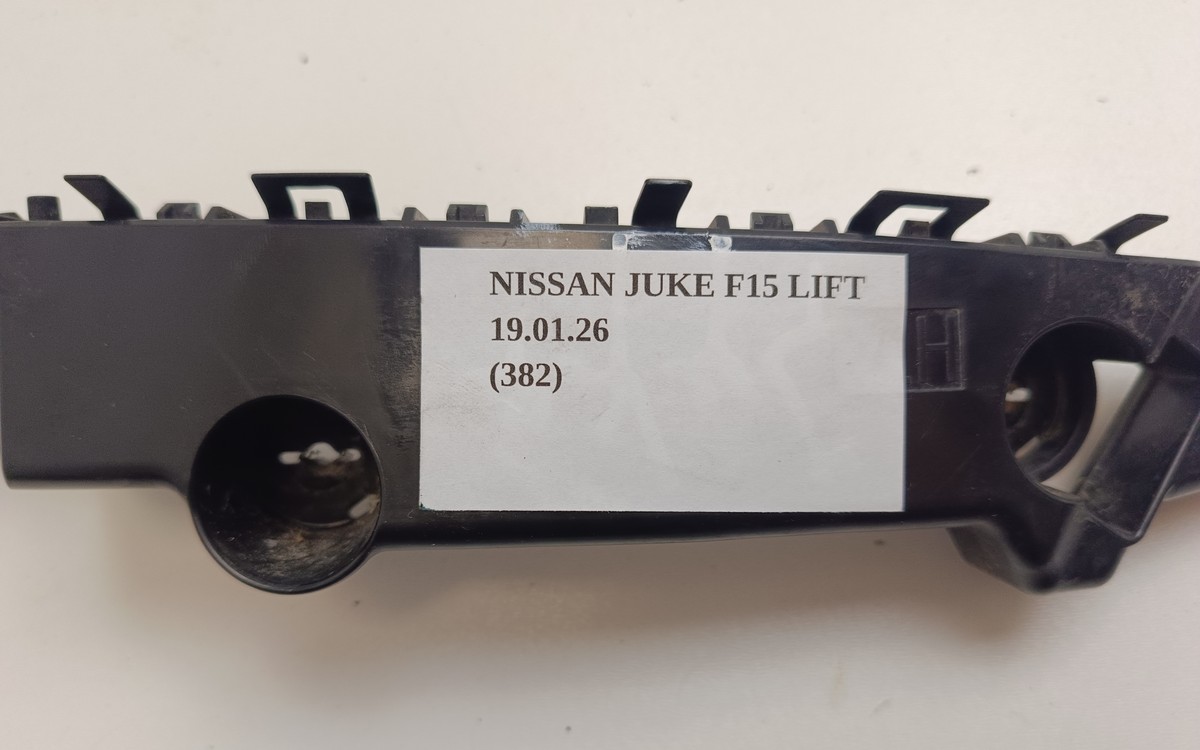 NISSAN JUKE F15 LIFT
19.01.26
(382)
H